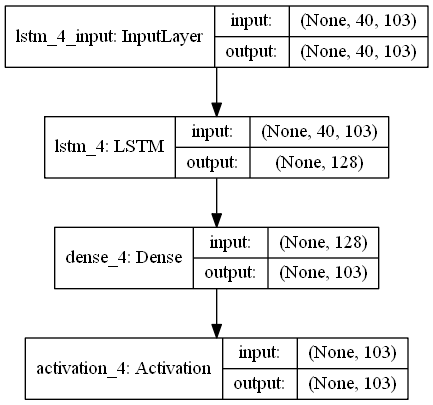 lstm_4_input: InputLayer
input: (None, 40, 103)
output: (None, 40, 103)
lstm_4: LSTM
input: (None, 40, 103)
output: (None, 128)
dense_4: Dense
input: (None, 128)
output: (None, 103)
activation_4: Activation
input: (None, 103)
output: (None, 103)